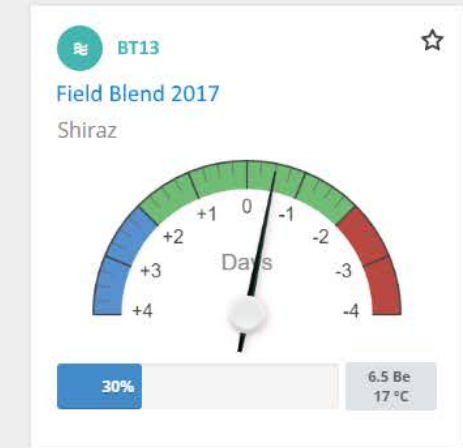 BT13
Field Blend 2017
Shiraz
0
+1
-1
+2
-2
Days
+3
-3
+4
-4
30%
6.5 Be
17 °C